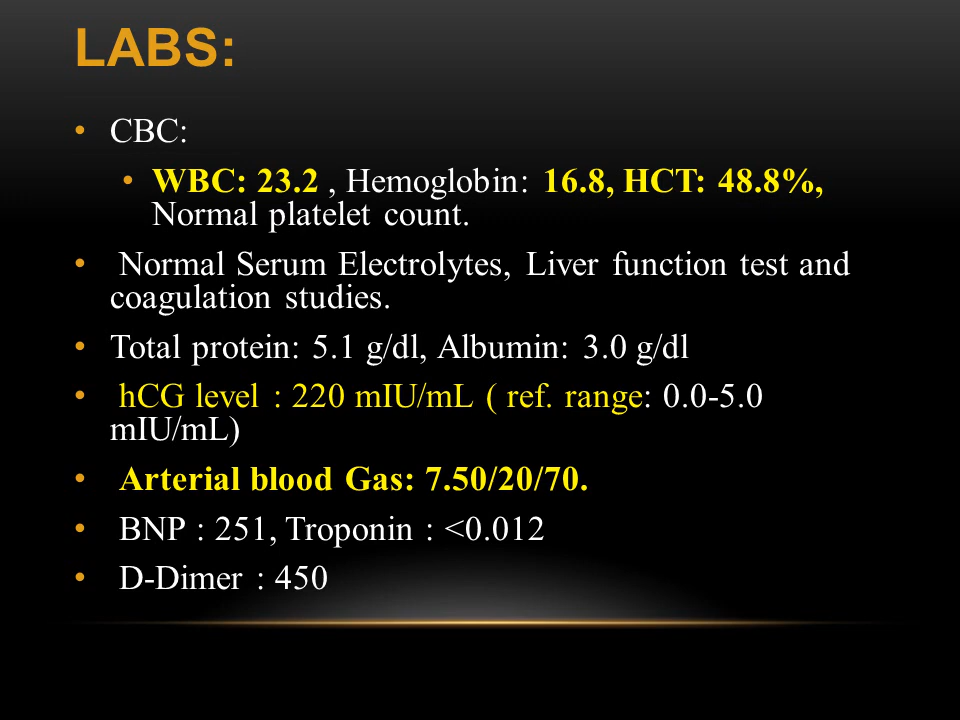 LABS:
• CBC:
• WBC: 23.2 , Hemoglobin: 16.8, HCT: 48.8%,
Normal platelet count.
• Normal Serum Electrolytes, Liver function test and
coagulation studies.
• Total protein: 5.1 g/dl, Albumin: 3.0 g/dl
• hCG level : 220 mIU/mL ( ref. range: 0.0-5.0
mIU/mL)
• Arterial blood Gas: 7.50/20/70.
• BNP : 251, Troponin : <0.012
• D-Dimer : 450